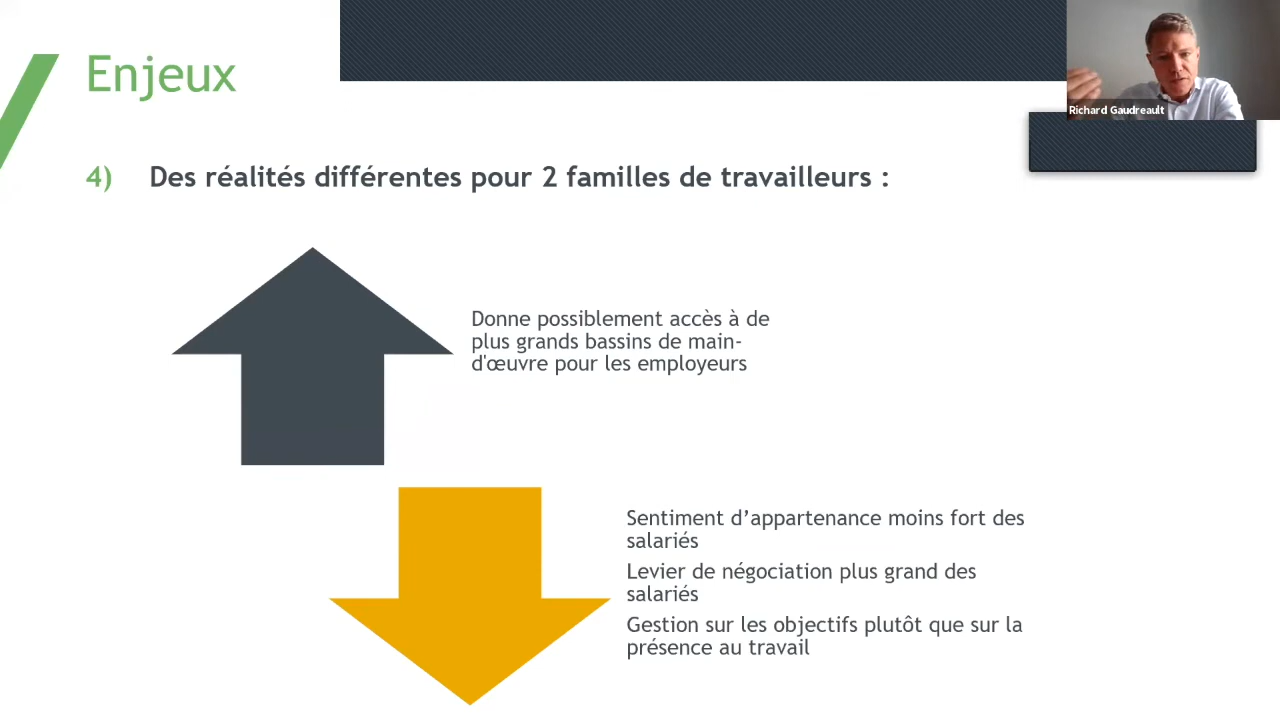 Enjeux
Richard Gaudreault
4) Des réalités différentes pour 2 familles de travailleurs :
Donne possiblement accès à de
plus grands bassins de main-
d'œuvre pour les employeurs
Sentiment d’appartenance moins fort des
salariés
Levier de négociation plus grand des
salariés
Gestion sur les objectifs plutôt que sur la
présence au travail